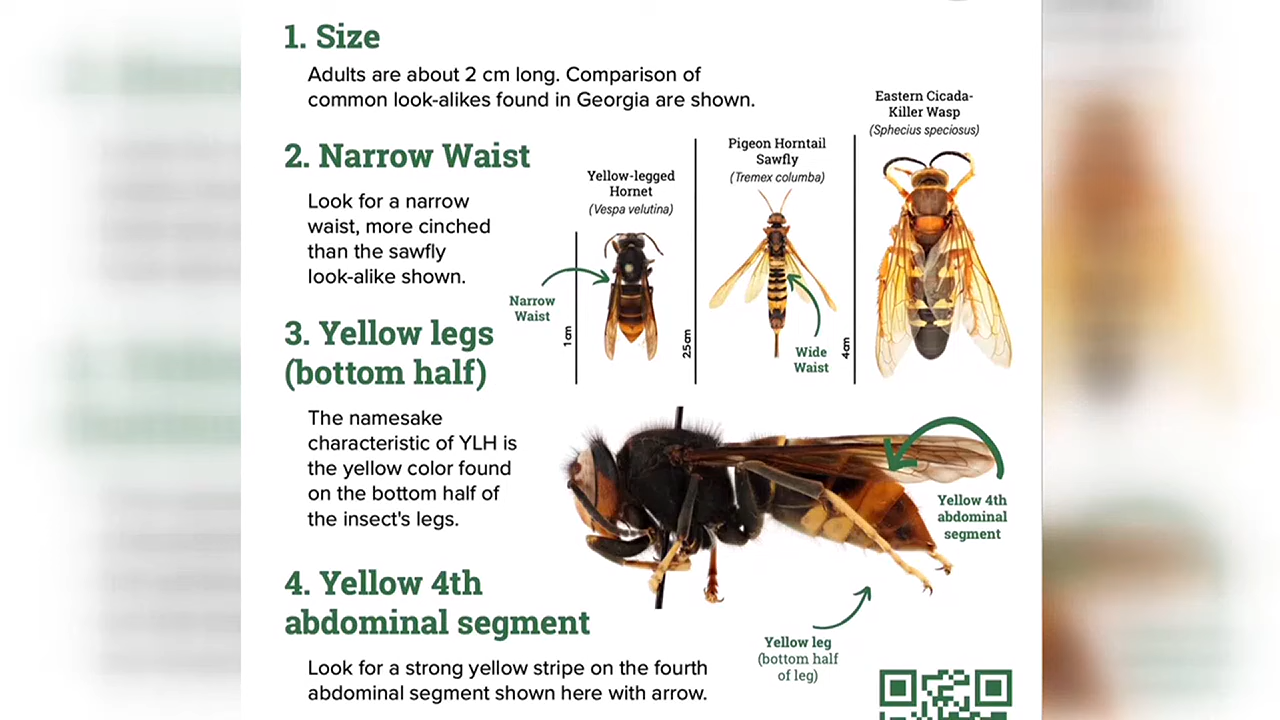 1. Size
Adults are about 2 cm long. Comparison of
common look-alikes found in Georgia are shown.
2. Narrow Waist
Look for a narrow
waist, more cinched
than the sawfly
look-alike shown.
Yellow-legged
Hornet
(Vespa velutina)
Narrow
Waist
1cm
Pigeon Horntail
Sawfly
(Tremex columba)
Wide
Waist
2.5cm
Eastern Cicada-
Killer Wasp
(Sphecius speciosus)
4cm
3. Yellow legs
(bottom half)
The namesake
characteristic of YLH is
the yellow color found
on the bottom half of
the insect's legs.
Yellow 4th
abdominal
segment
4. Yellow 4th
abdominal segment
Look for a strong yellow stripe on the fourth
abdominal segment shown here with arrow.
Yellow leg
(bottom half
of leg)